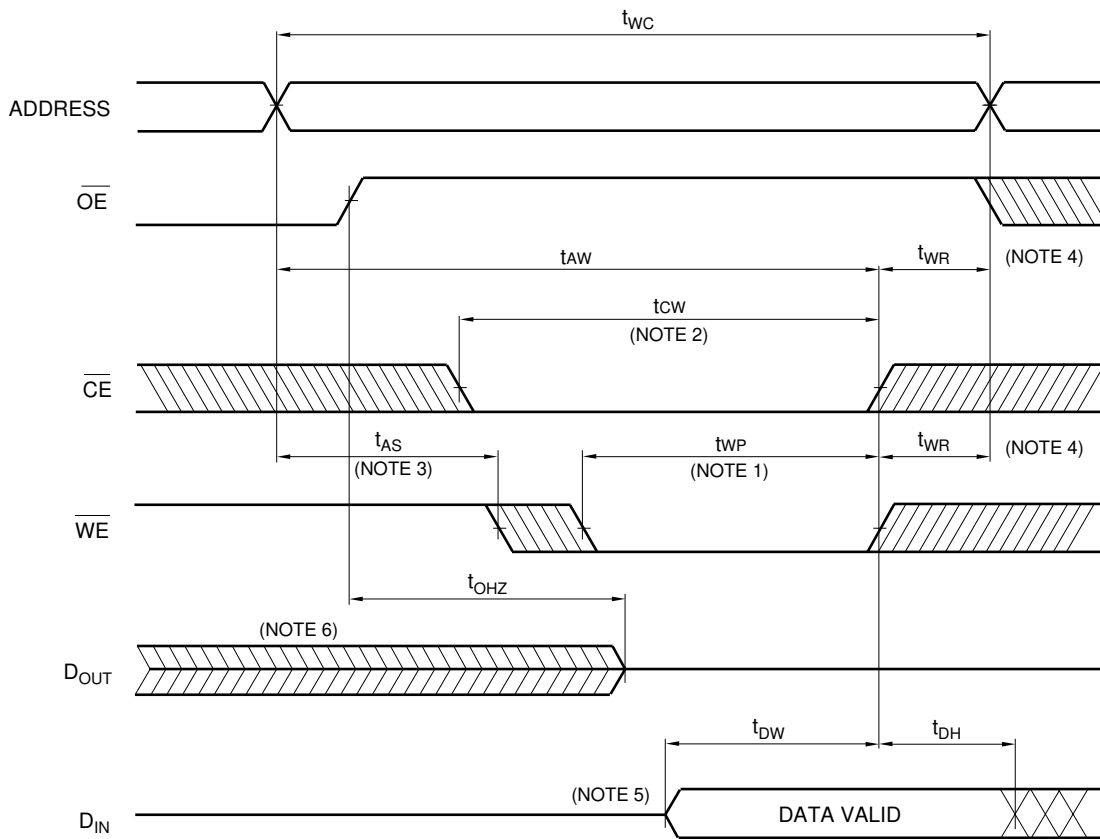 tWC
ADDRESS
OE
tAW
tWR
(NOTE 4)
tCW
(NOTE 2)
CE
tAS
(NOTE 3)
tWP
(NOTE 1)
tWR
(NOTE 4)
WE
tOHZ
(NOTE 6)
DOUT
tDW
tDH
(NOTE 5)
DATA VALID
DIN